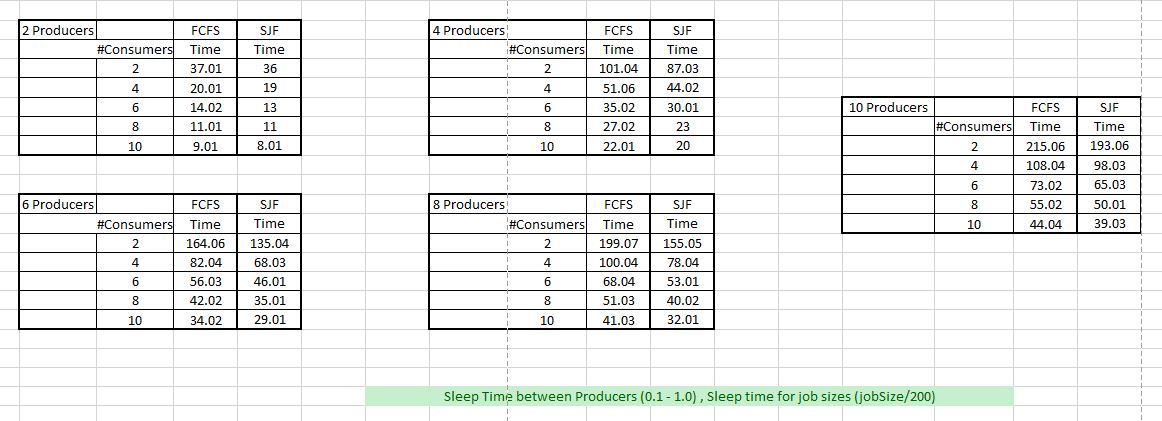 2 Producers FCFS SJF
#Consumers Time Time
2 37.01 36
4 20.01 19
6 14.02 13
8 11.01 11
10 9.01 8.01
4 Producers FCFS SJF
#Consumers Time Time
2 101.04 87.03
4 51.06 44.02
6 35.02 30.01
8 27.02 23
10 22.01 20
10 Producers FCFS SJF
#Consumers Time Time
2 215.06 193.06
4 108.04 98.03
6 73.02 65.03
8 55.02 50.01
10 44.04 39.03
6 Producers FCFS SJF
#Consumers Time Time
2 164.06 135.04
4 82.04 68.03
6 56.03 46.01
8 42.02 35.01
10 34.02 29.01
8 Producers FCFS SJF
#Consumers Time Time
2 199.07 155.05
4 100.04 78.04
6 68.04 53.01
8 51.03 40.02
10 41.03 32.01
Sleep Time between Producers (0.1 - 1.0) , Sleep time for job sizes (jobSize/200)